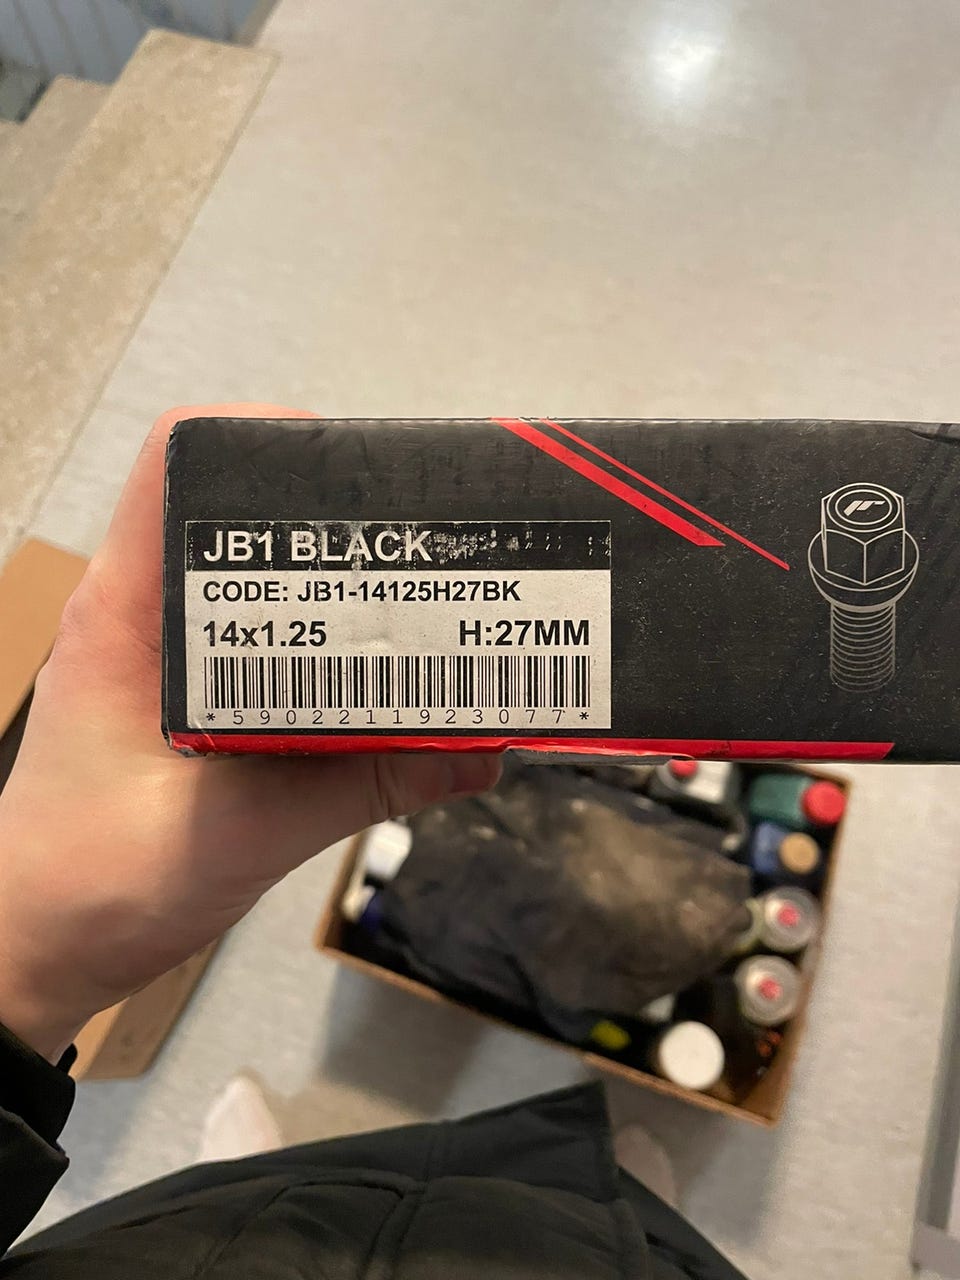 JB1 BLACK
CODE: JB1-14125H27BK
14x1.25 H:27MM
*5902211923077*